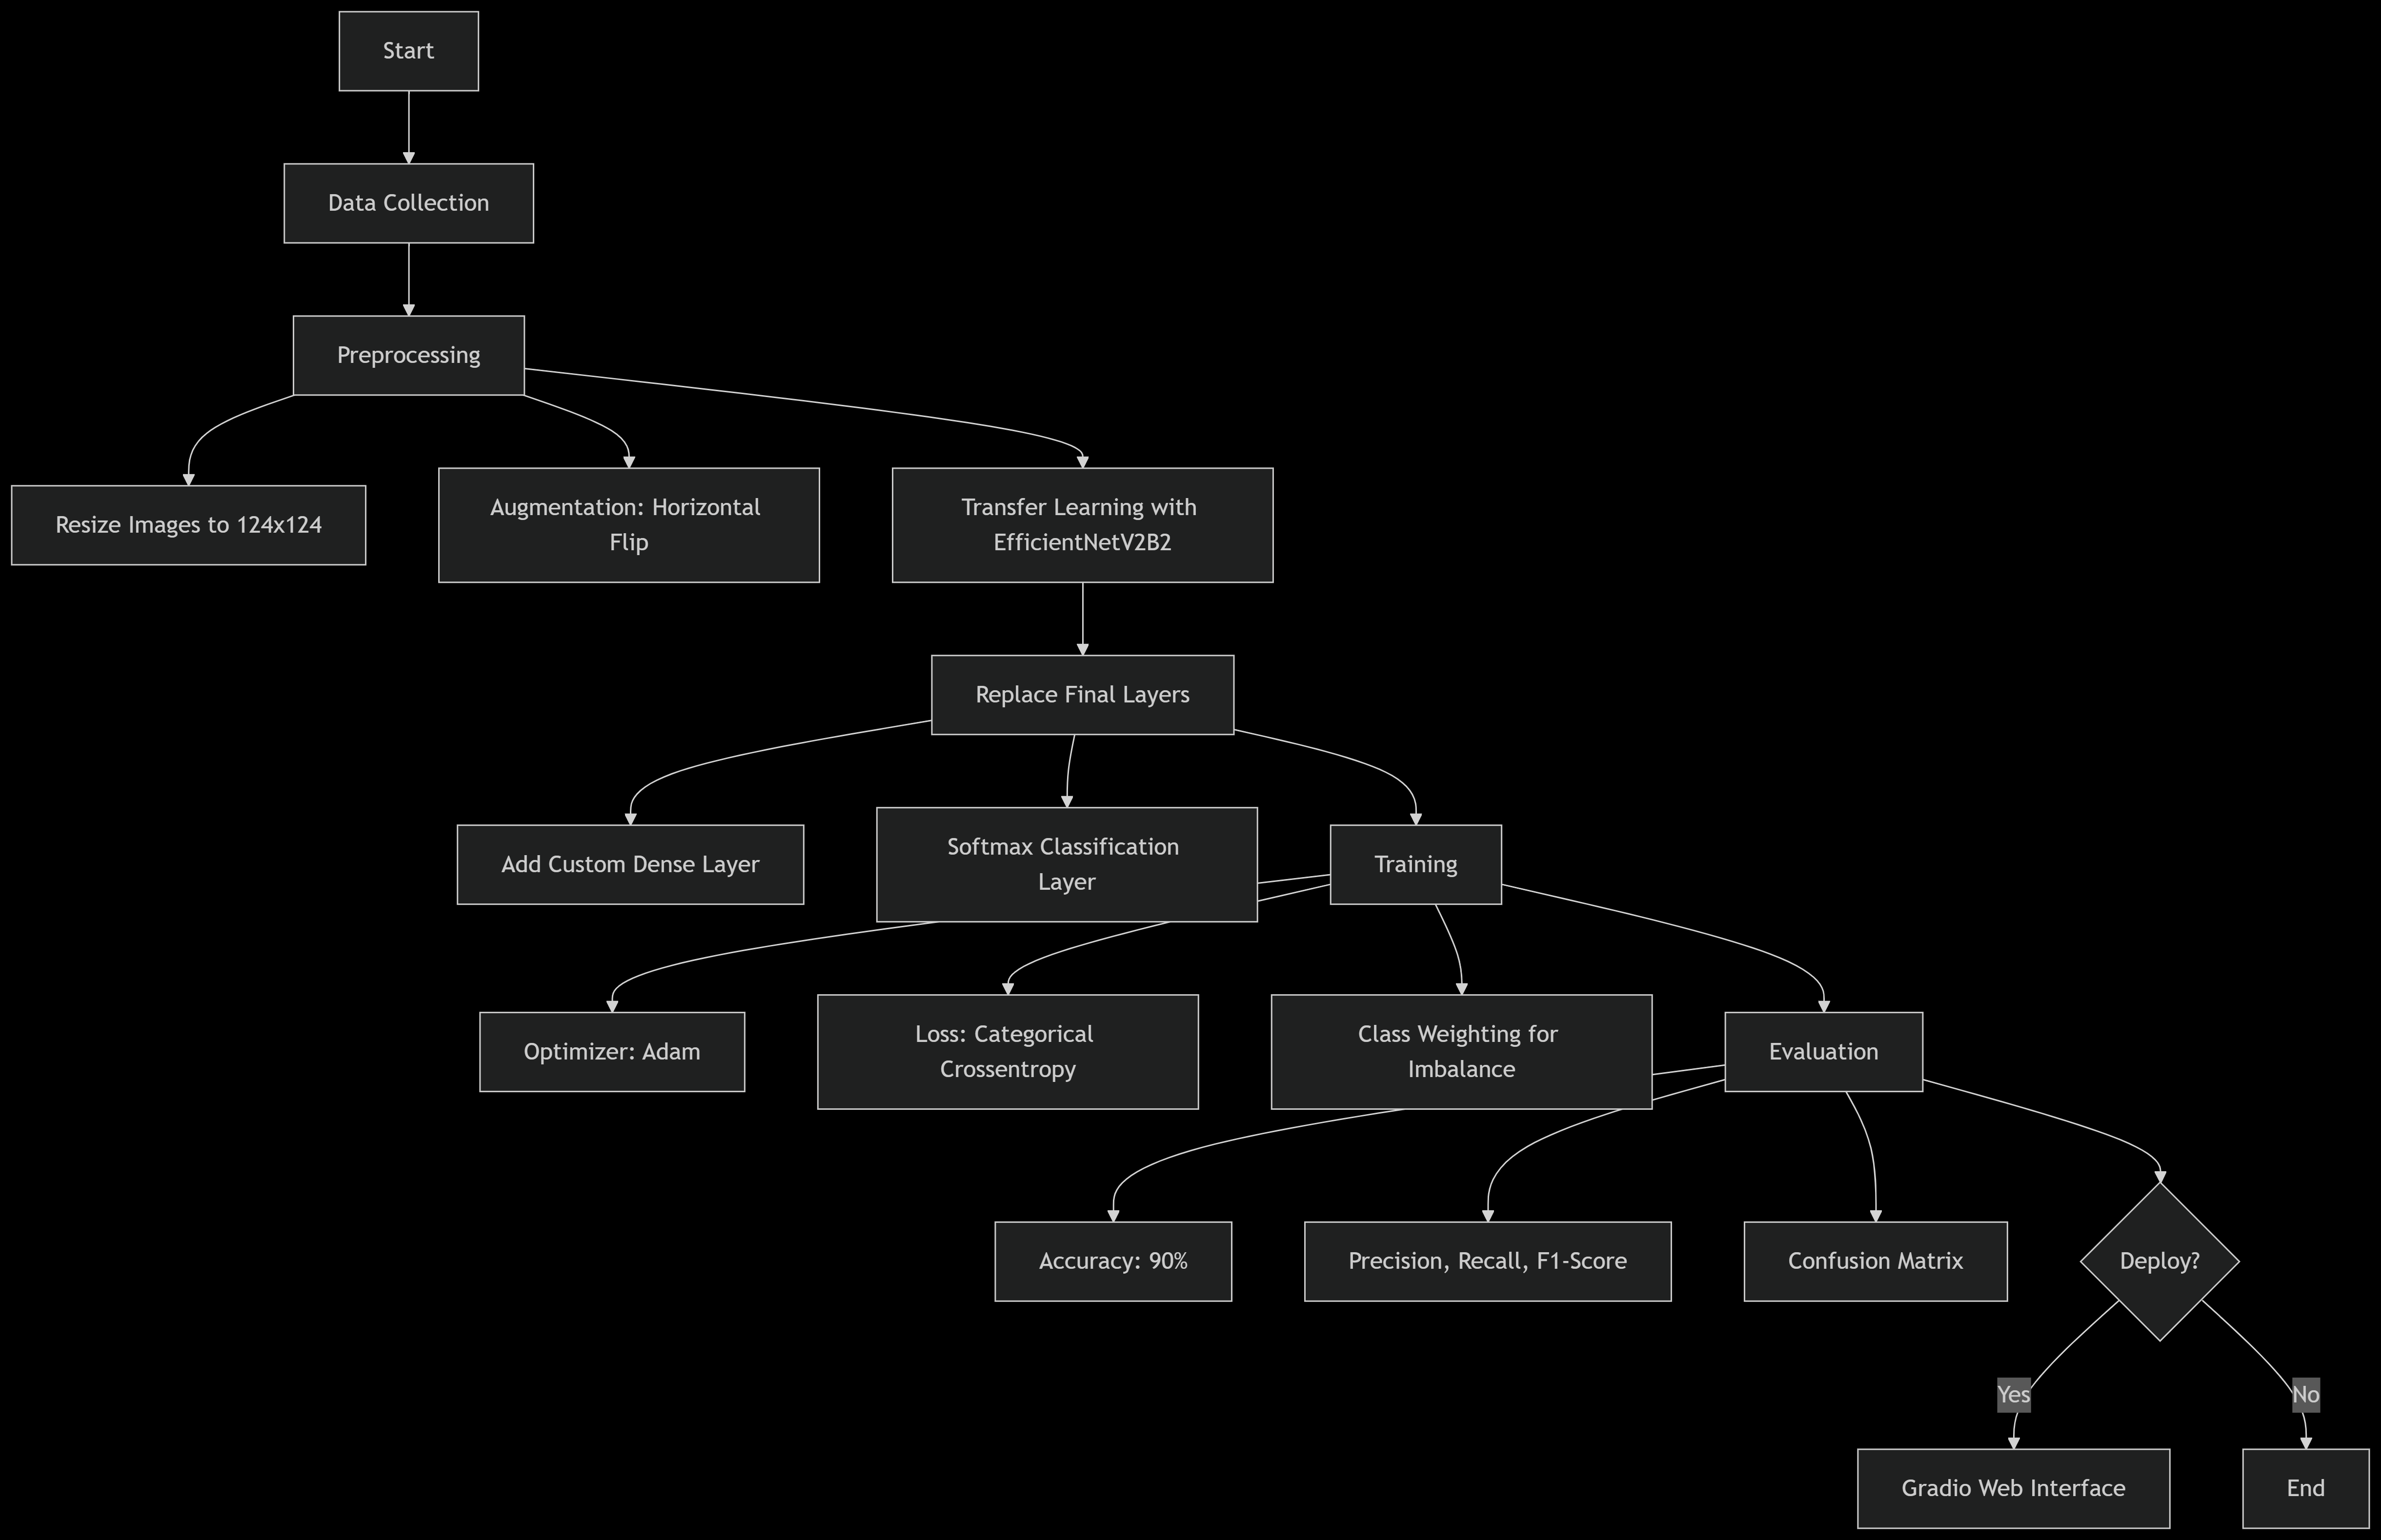 Start
Data Collection
Preprocessing
Resize Images to 124x124
Augmentation: Horizontal
Flip
Transfer Learning with
EfficientNetV2B2
Replace Final Layers
Add Custom Dense Layer
Softmax Classification
Layer
Training
Optimizer: Adam
Loss: Categorical
Crossentropy
Class Weighting for
Imbalance
Evaluation
Accuracy: 90%
Precision, Recall, F1-Score
Confusion Matrix
Deploy?
Yes
No
Gradio Web Interface
End